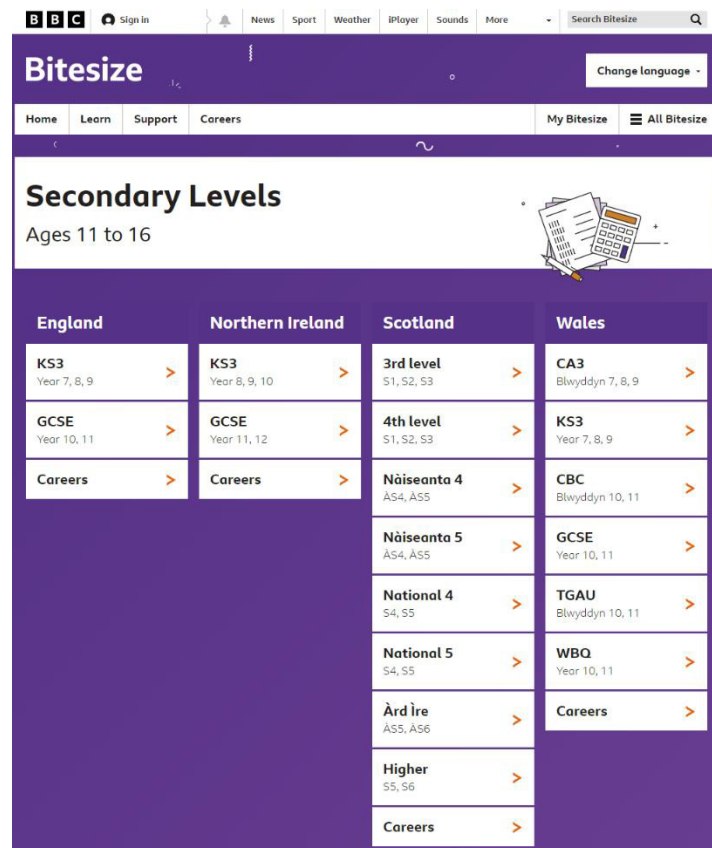 BBC Sign in News Sport Weather iPlayer Sounds More Search Bitesize
Bitesize
Change language
Home Learn Support Careers My Bitesize All Bitesize
Secondary Levels
Ages 11 to 16
England
KS3
Year 7, 8, 9
GCSE
Year 10, 11
Careers
Northern Ireland
KS3
Year 8, 9, 10
GCSE
Year 11, 12
Careers
Scotland
3rd level
S1, S2, S3
4th level
S1, S2, S3
Nàiseanta 4
ÀS4, ÀS5
Nàiseanta 5
ÀS4, ÀS5
National 4
S4, S5
National 5
S4, S5
Àrd Ìre
ÀS5, ÀS6
Higher
S5, S6
Careers
Wales
CA3
Blwyddyn 7, 8, 9
KS3
Year 7, 8, 9
CBC
Blwyddyn 10, 11
GCSE
Year 10, 11
TGAU
Blwyddyn 10, 11
WBQ
Year 10, 11
Careers